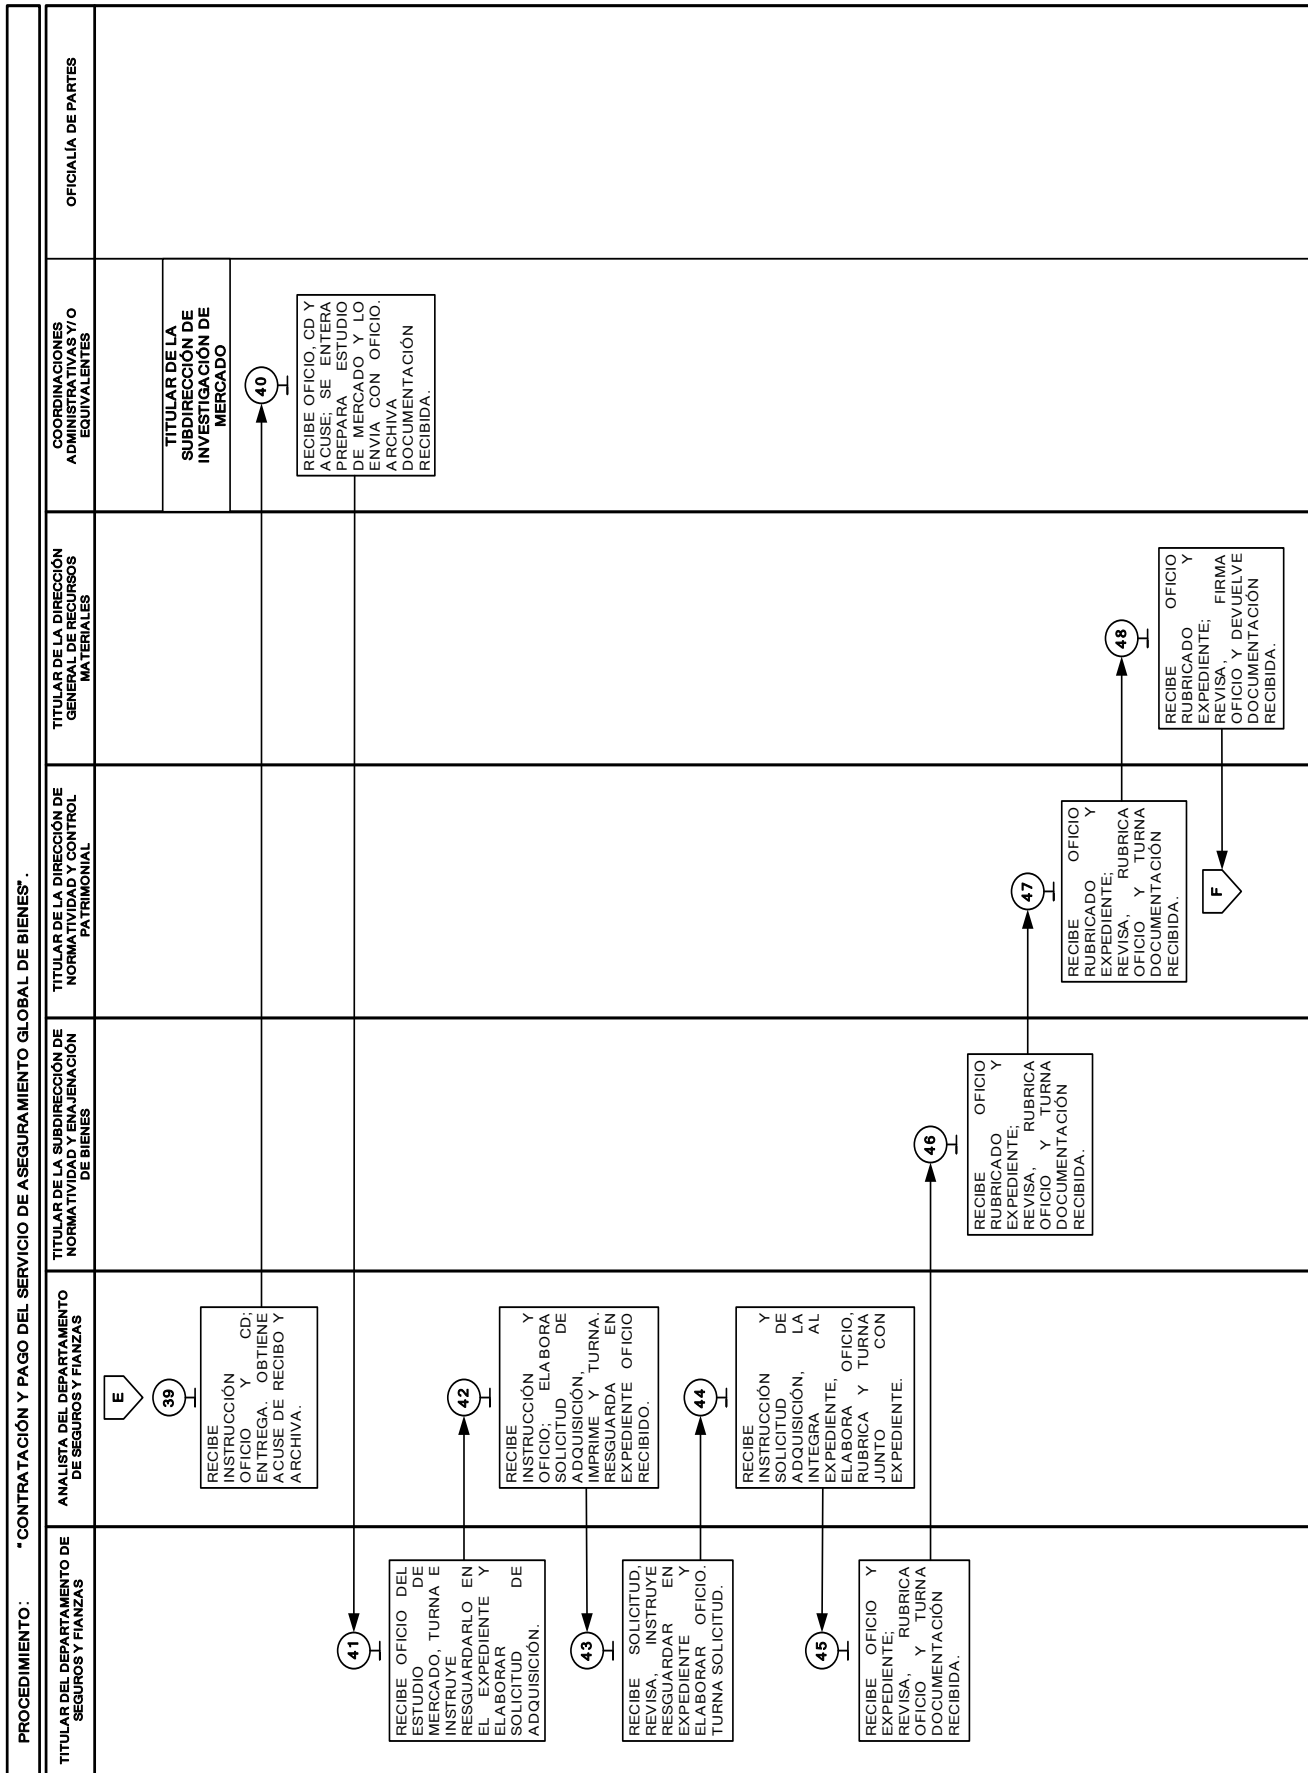 PROCEDIMIENTO: "CONTRATACIÓN Y PAGO DEL SERVICIO DE ASEGURAMIENTO GLOBAL DE BIENES".
TITULAR DEL DEPARTAMENTO DE
SEGUROS Y FIANZAS
ANALISTA DEL DEPARTAMENTO
DE SEGUROS Y FIANZAS
TITULAR DE LA SUBDIRECCIÓN DE
NORMATIVIDAD Y ENAJENACIÓN
DE BIENES
TITULAR DE LA DIRECCIÓN DE
NORMATIVIDAD Y CONTROL
PATRIMONIAL
TITULAR DE LA DIRECCIÓN
GENERAL DE RECURSOS
MATERIALES
COORDINACIONES
ADMINISTRATIVAS Y/O
EQUIVALENTES
OFICIALÍA DE PARTES
E
39
RECIBE
INSTRUCCIÓN
OFICIO Y CD;
ENTREGA, OBTIENE
ACUSE DE RECIBO Y
ARCHIVA.
TITULAR DE LA
SUBDIRECCIÓN DE
INVESTIGACIÓN DE
MERCADO
40
RECIBE OFICIO, CD Y
ACUSE; SE ENTERA
PREPARA ESTUDIO
DE MERCADO Y LO
ENVIA CON OFICIO.
ARCHIVA
DOCUMENTACIÓN
RECIBIDA.
41
RECIBE OFICIO DEL
ESTUDIO DE
MERCADO, TURNA E
INSTRUYE
RESGUARDARLO EN
EL EXPEDIENTE Y
ELABORAR
SOLICITUD DE
ADQUISICIÓN.
42
RECIBE
INSTRUCCIÓN Y
OFICIO; ELABORA
SOLICITUD DE
ADQUISICIÓN,
IMPRIME Y TURNA.
RESGUARDA EN
EXPEDIENTE OFICIO
RECIBIDO.
43
RECIBE SOLICITUD,
REVISA, INSTRUYE
RESGUARDAR EN
EXPEDIENTE Y
ELABORAR OFICIO.
TURNA SOLICITUD.
44
RECIBE
INSTRUCCIÓN Y
SOLICITUD DE
ADQUISICIÓN, LA
INTEGRA AL
EXPEDIENTE,
ELABORA OFICIO,
RUBRICA Y TURNA
JUNTO CON
EXPEDIENTE.
45
RECIBE OFICIO Y
EXPEDIENTE;
REVISA, RUBRICA
OFICIO Y TURNA
DOCUMENTACIÓN
RECIBIDA.
46
RECIBE OFICIO
RUBRICADO Y
EXPEDIENTE;
REVISA, RUBRICA
OFICIO Y TURNA
DOCUMENTACIÓN
RECIBIDA.
47
RECIBE OFICIO
RUBRICADO Y
EXPEDIENTE;
REVISA, RUBRICA
OFICIO Y TURNA
DOCUMENTACIÓN
RECIBIDA.
48
RECIBE OFICIO
RUBRICADO Y
EXPEDIENTE;
REVISA, FIRMA
OFICIO Y DEVUELVE
DOCUMENTACIÓN
RECIBIDA.
F